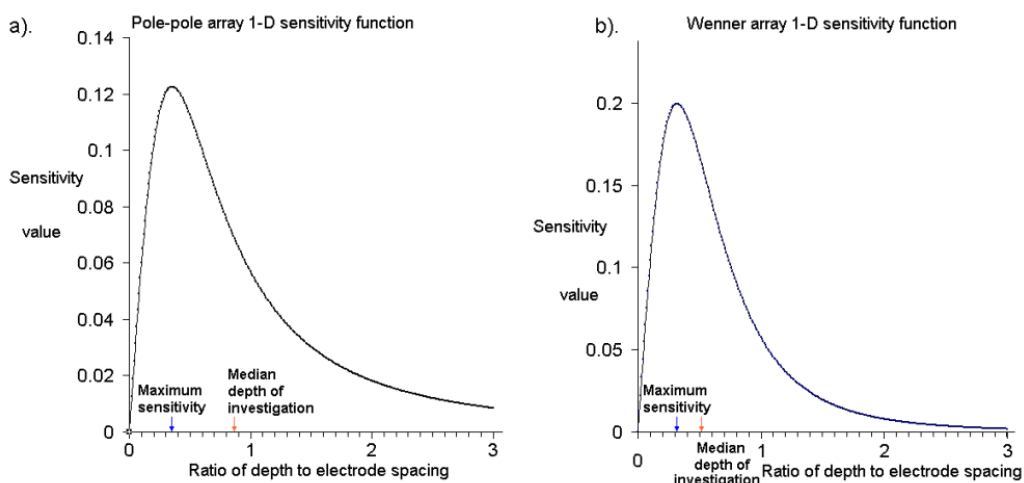 a). Pole-pole array 1-D sensitivity function
0.14
0.12
0.1
Sensitivity
0.08
value
0.06
0.04
0.02
0
Maximum
sensitivity
Median
depth of
investigation
0 1 2 3
Ratio of depth to electrode spacing
b). Wenner array 1-D sensitivity function
0.2
0.15
Sensitivity
0.1
value
0.05
0
Maximum
sensitivity
0 1 2 3
Median
depth of
investigation
Ratio of depth to electrode spacing